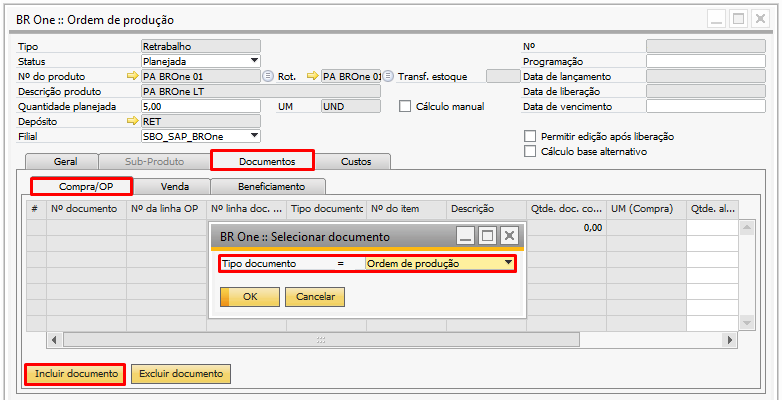 BR One :: Ordem de produção
Tipo Retrabalho Nº
Status Planejada Programação
Nº do produto PA BROne 01 Rot. PA BROne 01 Transf. estoque Data de lançamento
Descrição produto PA BROne LT Data de liberação
Quantidade planejada 5,00 UM UND Cálculo manual Data de vencimento
Depósito RET
Filial SBO_SAP_BROne Permitir edição após liberação
Cálculo base alternativo
Geral Sub-Produto Documentos Custos
Compra/OP Venda Beneficiamento
# Nº documento Nº da linha OP Nº linha doc. ... Tipo documento Nº do item Descrição Qtde. doc. co... UM (Compra) Qtde. al...
0,00
BR One :: Selecionar documento
Tipo documento = Ordem de produção
OK Cancelar
Incluir documento Excluir documento